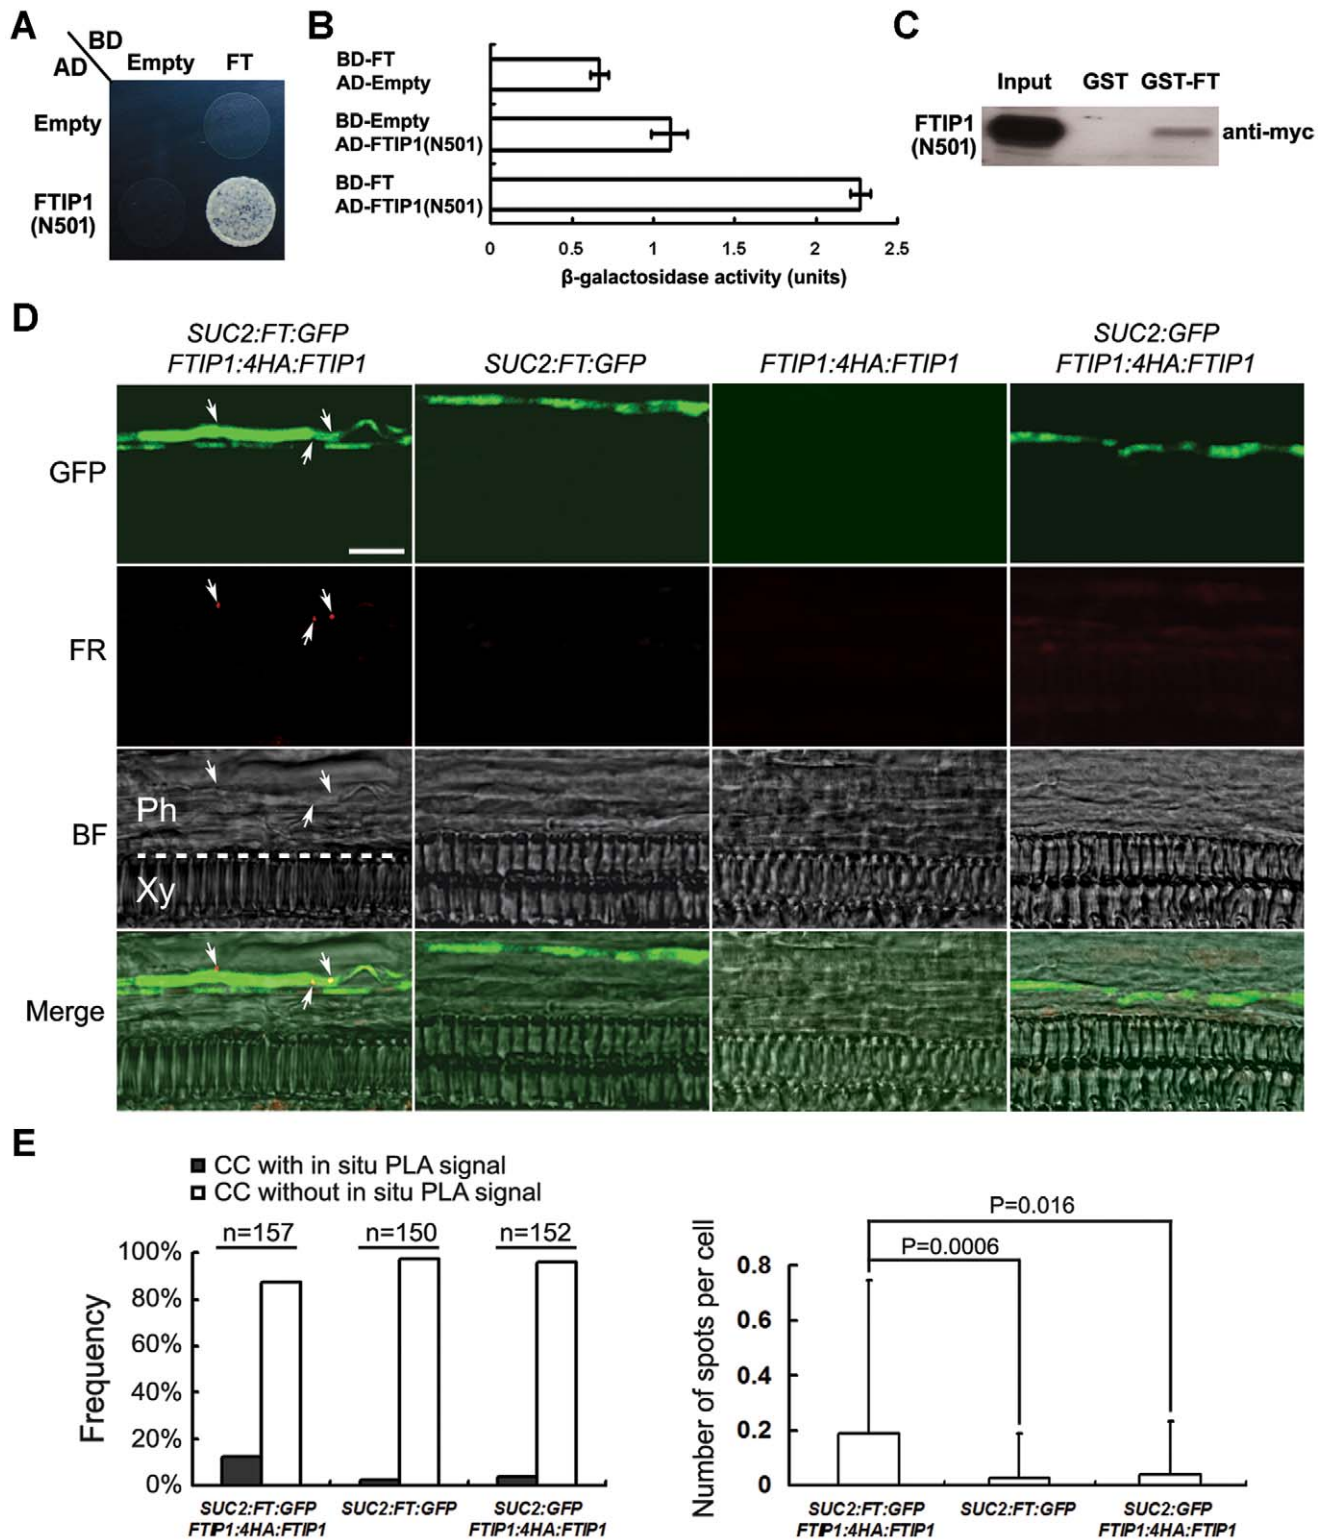 A
BD
AD
Empty
FT
Empty
FTIP1
(N501)
B
BD-FT
AD-Empty
BD-Empty
AD-FTIP1(N501)
BD-FT
AD-FTIP1(N501)
0 0.5 1 1.5 2 2.5
β-galactosidase activity (units)
C
Input GST GST-FT
FTIP1
(N501)
anti-myc
D
SUC2:FT:GFP
FTIP1:4HA:FTIP1
SUC2:FT:GFP
FTIP1:4HA:FTIP1
SUC2:GFP
FTIP1:4HA:FTIP1
GFP
FR
BF
Ph
Xy
Merge
E
CC with in situ PLA signal
CC without in situ PLA signal
n=157 n=150 n=152
Frequency
100%
80%
60%
40%
20%
0%
SUC2:FT:GFP
FTIP1:4HA:FTIP1
SUC2:FT:GFP
SUC2:GFP
FTIP1:4HA:FTIP1
Number of spots per cell
P=0.016
P=0.0006
0.8
0.6
0.4
0.2
0
SUC2:FT:GFP
FTIP1:4HA:FTIP1
SUC2:FT:GFP
SUC2:GFP
FTIP1:4HA:FTIP1